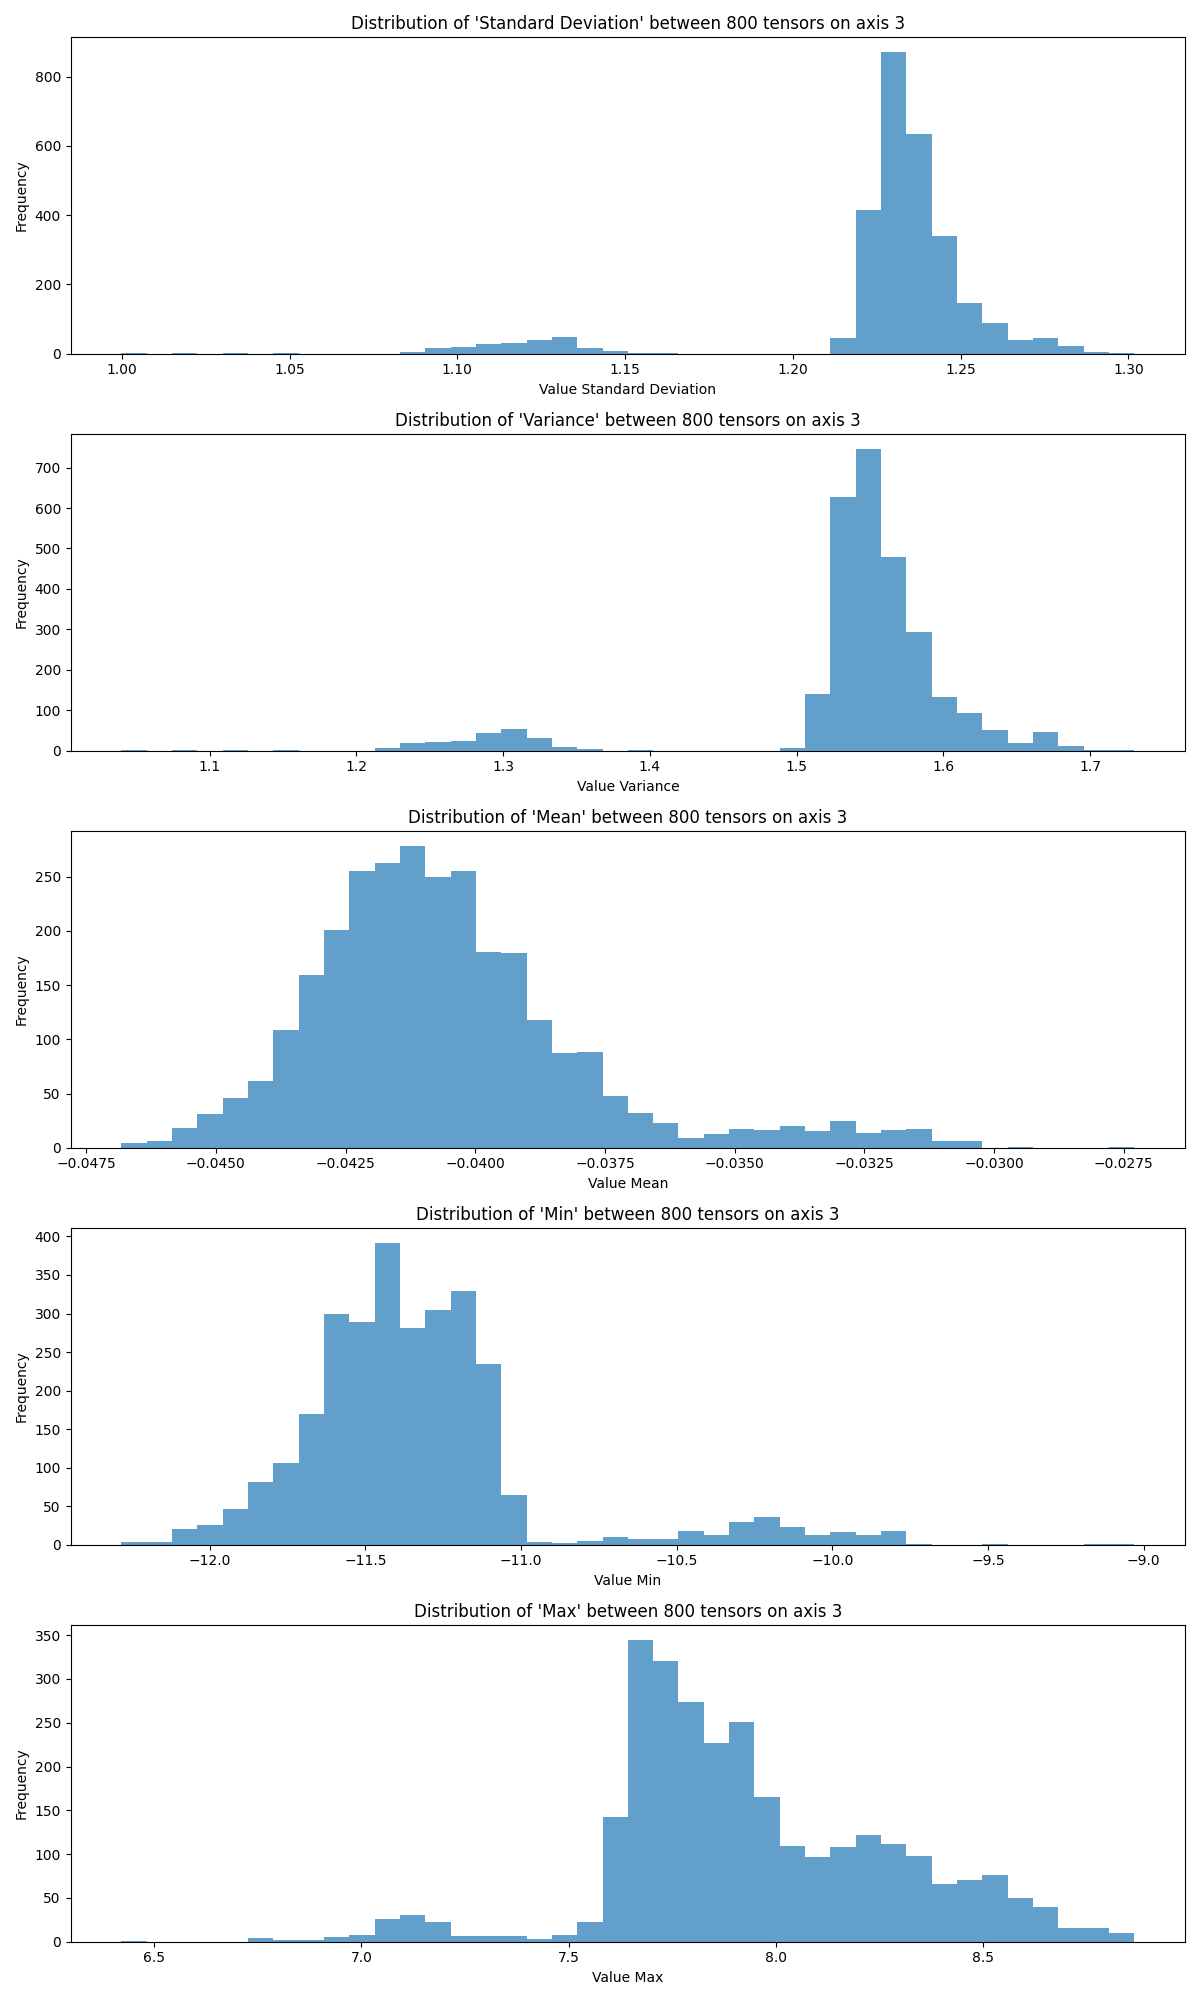 Distribution of 'Standard Deviation' between 800 tensors on axis 3
800
600
400
200
0
Frequency
1.00 1.05 1.10 1.15 1.20 1.25 1.30
Value Standard Deviation
Distribution of 'Variance' between 800 tensors on axis 3
700
600
500
400
300
200
100
0
Frequency
1.1 1.2 1.3 1.4 1.5 1.6 1.7
Value Variance
Distribution of 'Mean' between 800 tensors on axis 3
250
200
150
100
50
0
Frequency
−0.0475 −0.0450 −0.0425 −0.0400 −0.0375 −0.0350 −0.0325 −0.0300 −0.0275
Value Mean
Distribution of 'Min' between 800 tensors on axis 3
400
350
300
250
200
150
100
50
0
Frequency
−12.0 −11.5 −11.0 −10.5 −10.0 −9.5 −9.0
Value Min
Distribution of 'Max' between 800 tensors on axis 3
350
300
250
200
150
100
50
0
Frequency
6.5 7.0 7.5 8.0 8.5
Value Max